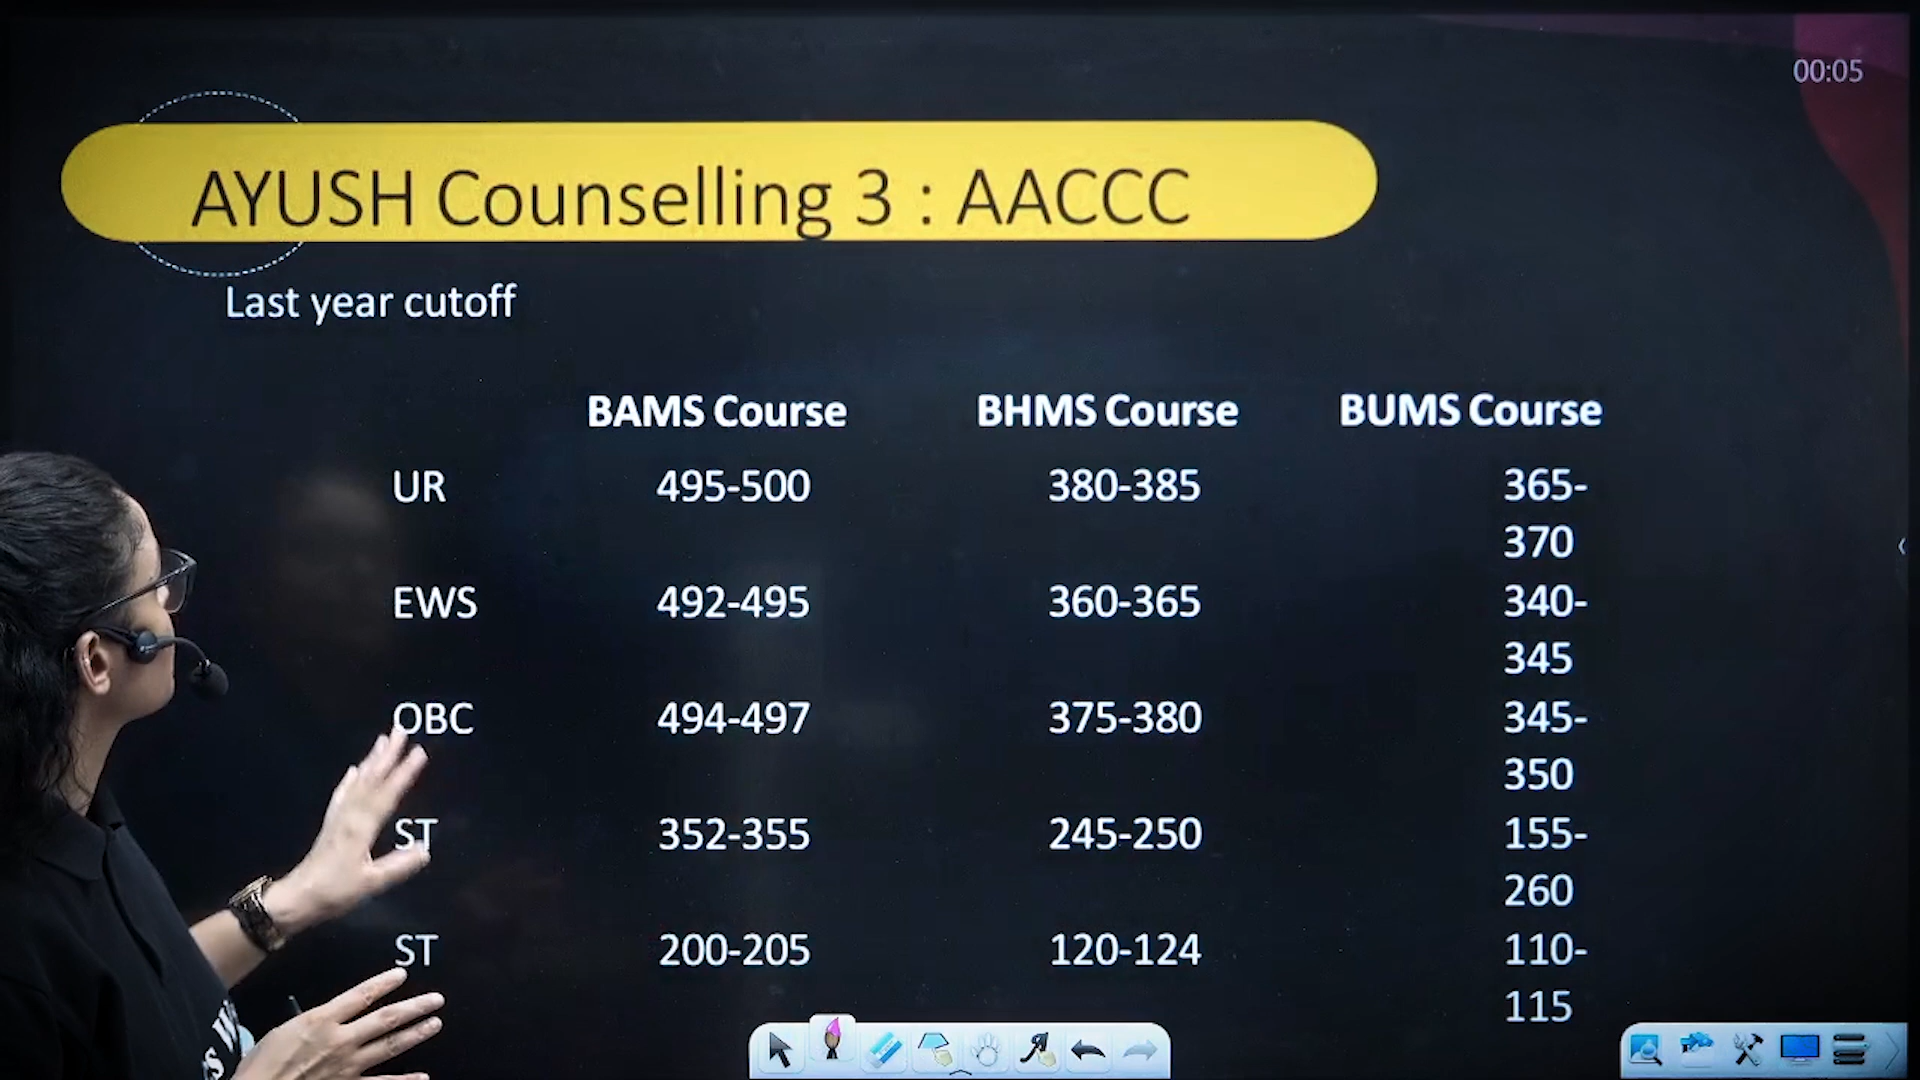 00:05
AYUSH Counselling 3 : AACCC
Last year cutoff
BAMS Course BHMS Course BUMS Course
UR 495-500 380-385 365-
370
EWS 492-495 360-365 340-
345
OBC 494-497 375-380 345-
350
ST 352-355 245-250 155-
260
ST 200-205 120-124 110-
115